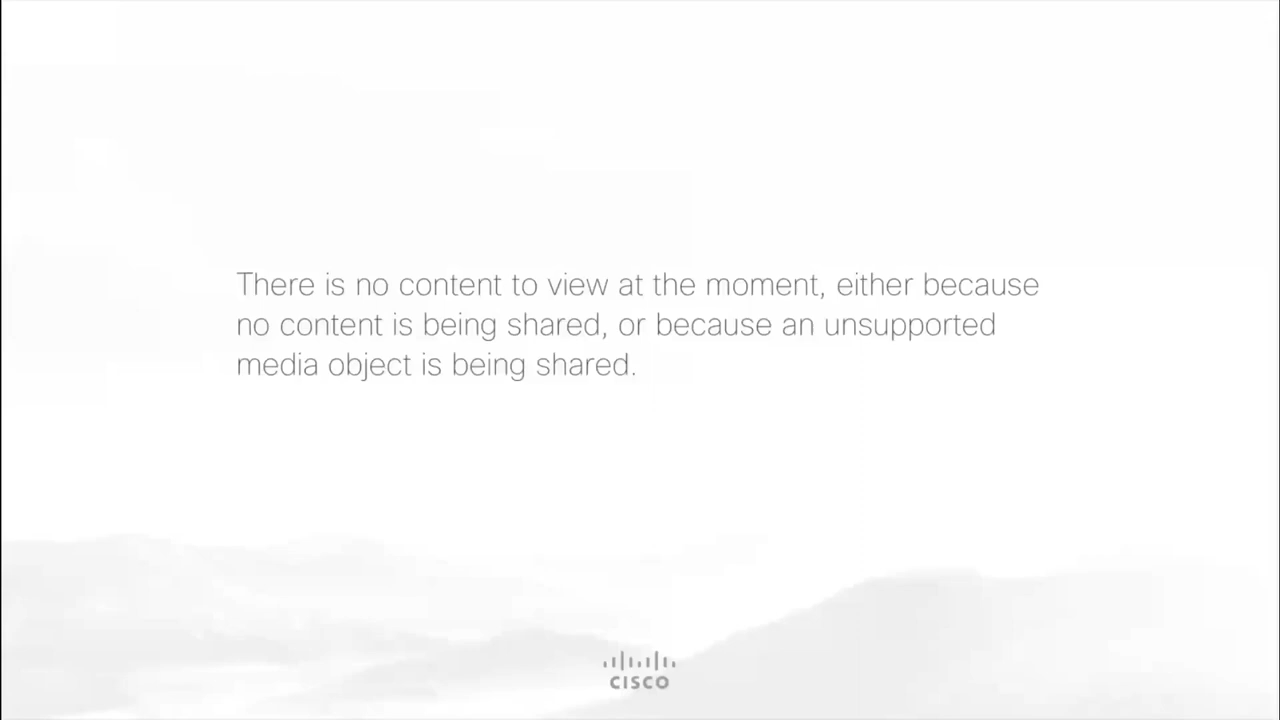 There is no content to view at the moment, either because
no content is being shared, or because an unsupported
media object is being shared.
CISCO